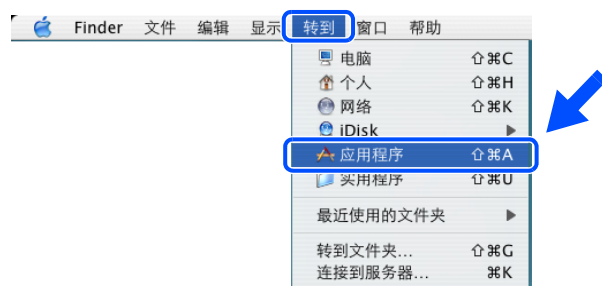 Finder 文件 编辑 显示 转到 窗口 帮助
电脑 ⇧⌘C
个人 ⇧⌘H
网络 ⇧⌘K
iDisk
应用程序 ⇧⌘A
实用程序 ⇧⌘U
最近使用的文件夹
转到文件夹... ⇧⌘G
连接到服务器... ⌘K